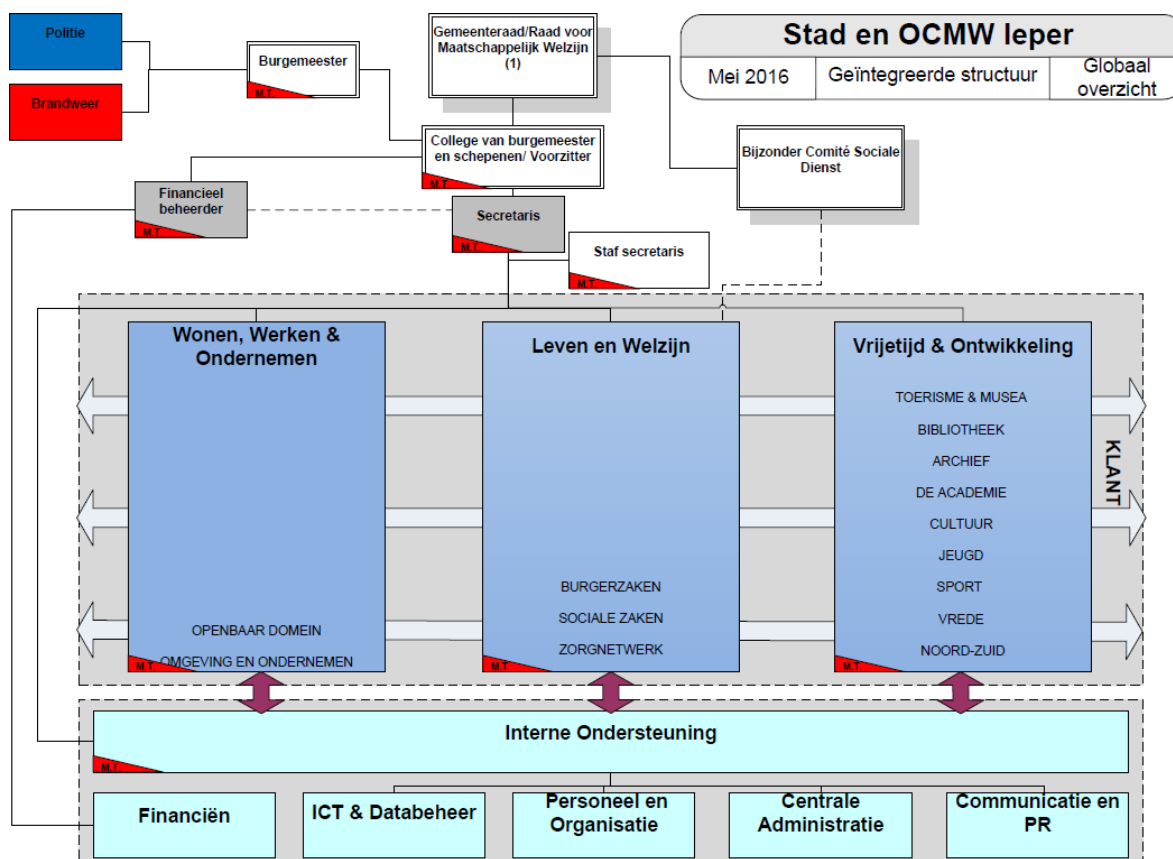 Politie
Brandweer
Burgemeester
M.T.
Gemeenteraad/Raad voor
Maatschappelijk Welzijn
(1)
Stad en OCMW Ieper
Mei 2016
Geïntegreerde structuur
Globaal
overzicht
College van burgemeester
en schepenen/ Voorzitter
M.T.
Bijzonder Comité Sociale
Dienst
Financieel
beheerder
M.T.
Secretaris
M.T.
Staf secretaris
M.T.
Wonen, Werken &
Ondernemen
OPENBAAR DOMEIN
OMGEVING EN ONDERNEMEN
M.T.
Leven en Welzijn
BURGERZAKEN
SOCIALE ZAKEN
ZORGNETWERK
M.T.
Vrijetijd & Ontwikkeling
TOERISME & MUSEA
BIBLIOTHEEK
ARCHIEF
DE ACADEMIE
CULTUUR
JEUGD
SPORT
VREDE
NOORD-ZUID
M.T.
KLANT
Interne Ondersteuning
M.T.
Financiën
ICT & Databeheer
Personeel en
Organisatie
Centrale
Administratie
Communicatie en
PR